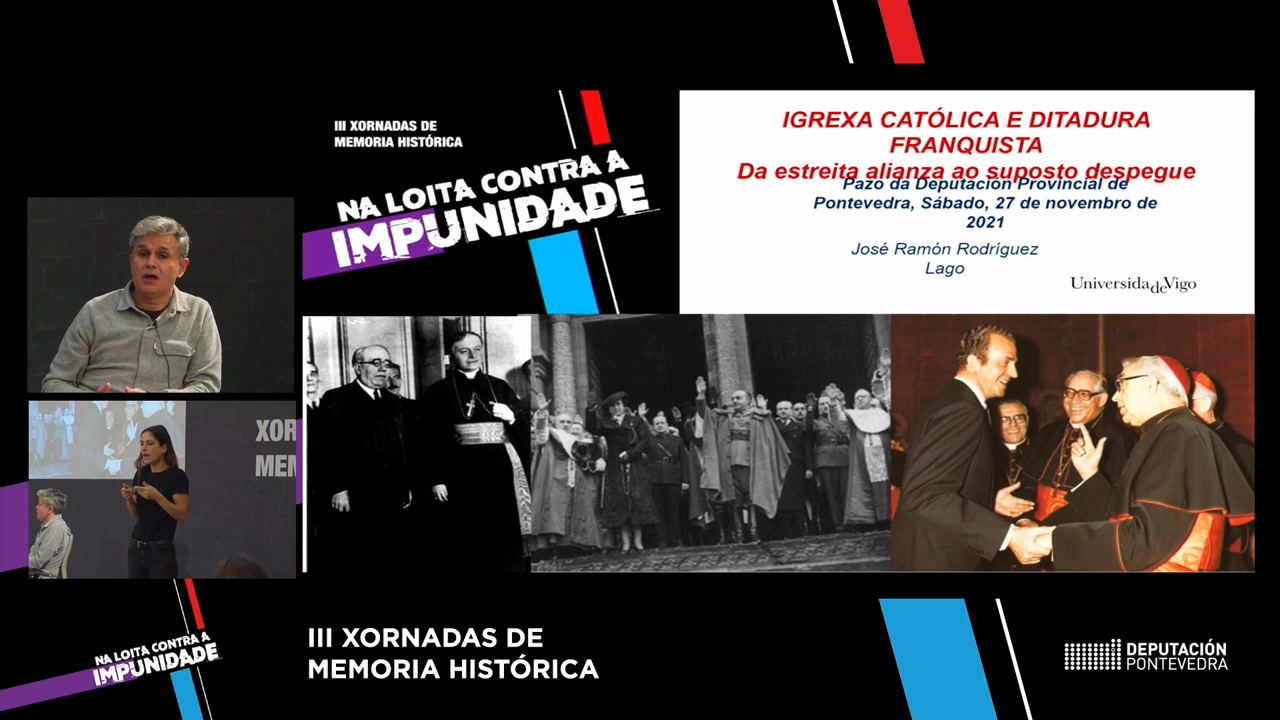 III XORNADAS DE
MEMORIA HISTÓRICA
NA LOITA CONTRA A
IMPUNIDADE
IGREXA CATÓLICA E DITADURA
FRANQUISTA
Da estreita alianza ao suposto despegue
Pazo da Deputación Provincial de
Pontevedra, Sábado, 27 de novembro de
2021
José Ramón Rodríguez
Lago
UniversidadeVigo
XOR
MEM
NA LOITA CONTRA A
IMPUNIDADE
III XORNADAS DE
MEMORIA HISTÓRICA
DEPUTACIÓN
PONTEVEDRA